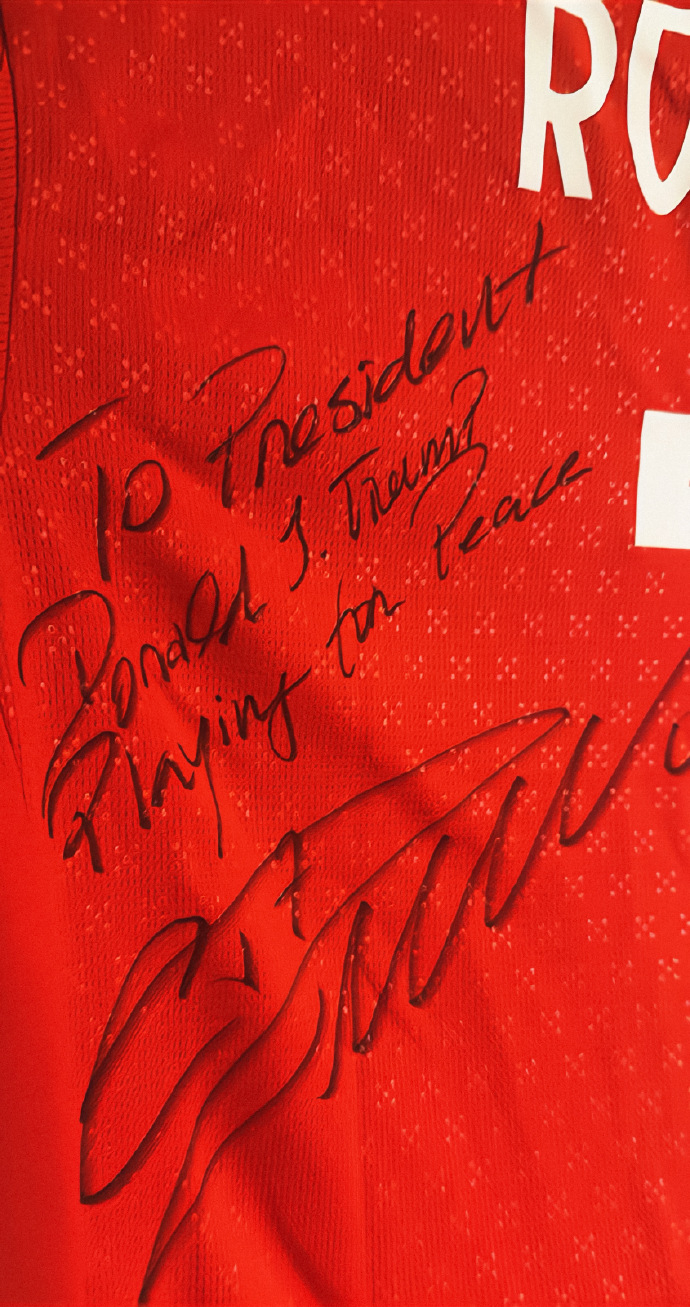 RO
To President
Donald J. Trump
Playing for Peace